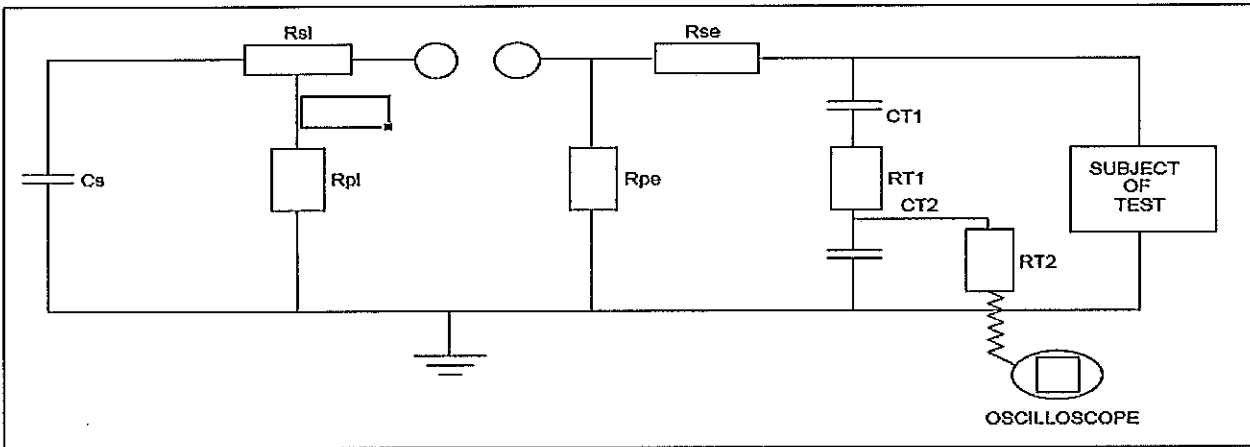 Rsl
Rse
CT1
Cs
Rpl
Rpe
RT1
CT2
SUBJECT
OF
TEST
RT2
OSCILLOSCOPE